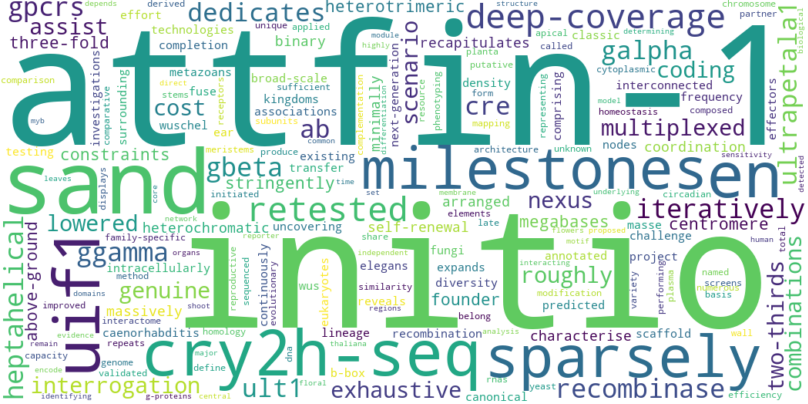 gpcrs
derived
dedicates
heterotrimeric
deep-coverage
structure
chromosome
depends
effort
assist
technologies
unique
applied
classic
determining
partner
three-fold
completion
binary
recapitulates
apical
called
galpha
module
highly
planta
putative
cytoplasmic
attfin-1
comparison
investigations
comparative
surrounding
metazoans
fuse
cost
stems
wuschel
receptors
broad-scale
sufficient
kingdoms
associations
complementation
differentiation
minimally
next-generation
scenario
density
form
cre
resource
phenotyping
mapping
representing
comprising
coding
interconnected
frequency
model
composed
homeostasis
effectors
ultrapetala1
biological
myb
direct
subunits
common
ab
multiplexed
testing
ear
meristems
existing
architecture
unknown
nodes
coordination
sensitivity
detected
constraints
produce
transfer
gbeta
milestones
en
sand
leaves
displays
core
stringently
initiated
time
set
membrane
underlying
circadian
retested
arranged
nexus
iteratively
lowered
network
reporter
elements
late
flowers
proposed
masse
centromere
heterochromatic
uncovering
self-renewal
megabases
motif
challenge
human
total
initio
heptahelical
above-ground
uif1
ggamma
family-specific
organs
share
independent
fungi
interacting
annotated
project
intracellularly
method
reproductive
sequenced
continuously
evolutionary
wus
eukaryotes
elegans
expands
roughly
modification
variety
performing
plasma
named
numerous
basis
screens
two-thirds
combinations
genuine
domains
similarity
diversity
predicted
massively
reveals
founder
improved
interactome
caenorhabditis
regions
belong
characterise
wall
evidence
remain
repeats
homology
shoot
lineage
recombination
scaffold
capacity
genome
thaliana
analysis
cry2h-seq
sparsely
encode
validated
major
define
dna
b-box
rnas
yeast
interrogation
ult1
exhaustive
recombinase
identifying
g-proteins
central
floral
canonical
efficiency